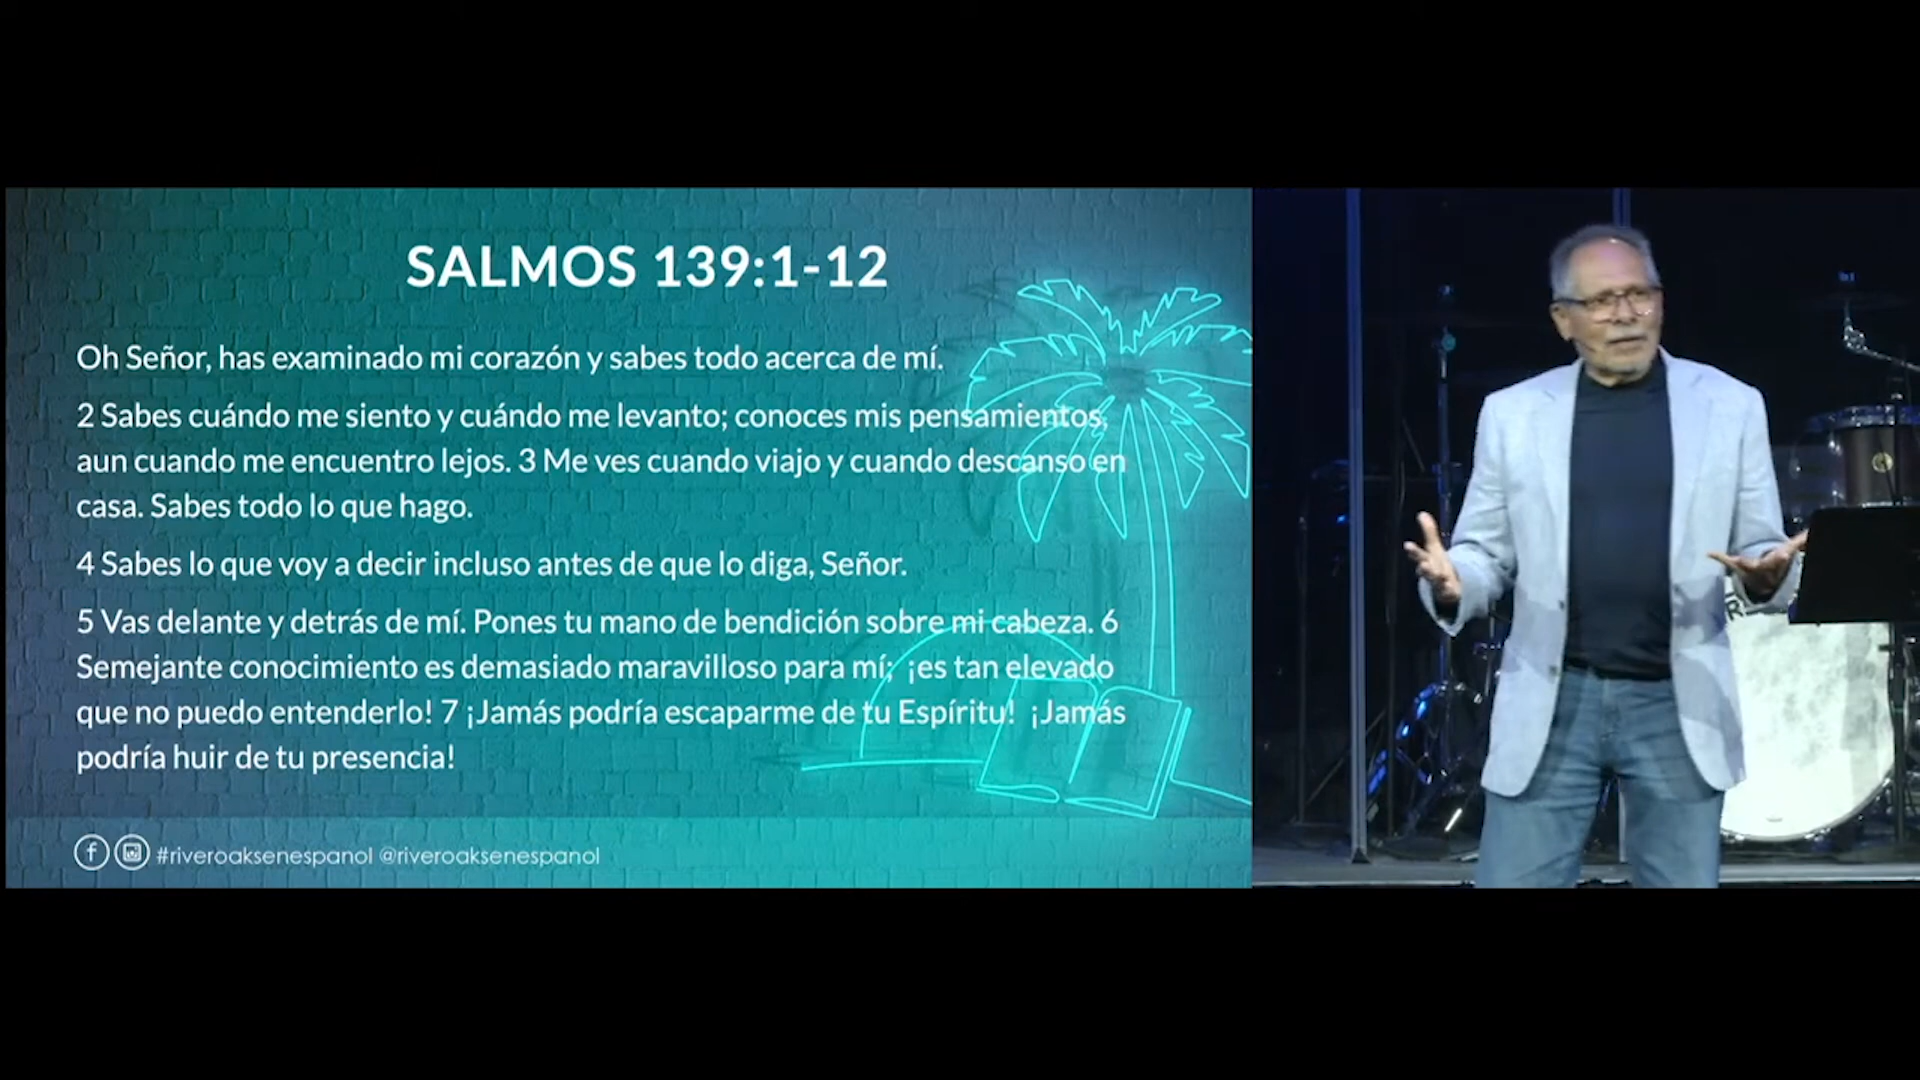 SALMOS 139:1-12
Oh Señor, has examinado mi corazón y sabes todo acerca de mí.
2 Sabes cuándo me siento y cuándo me levanto; conoces mis pensamientos,
aun cuando me encuentro lejos. 3 Me ves cuando viajo y cuando descanso en
casa. Sabes todo lo que hago.
4 Sabes lo que voy a decir incluso antes de que lo diga, Señor.
5 Vas delante y detrás de mí. Pones tu mano de bendición sobre mi cabeza. 6
Semejante conocimiento es demasiado maravilloso para mí; ¡es tan elevado
que no puedo entenderlo! 7 ¡Jamás podría escaparme de tu Espíritu! ¡Jamás
podría huir de tu presencia!
#riveroaksenespanol @riveroaksenespanol